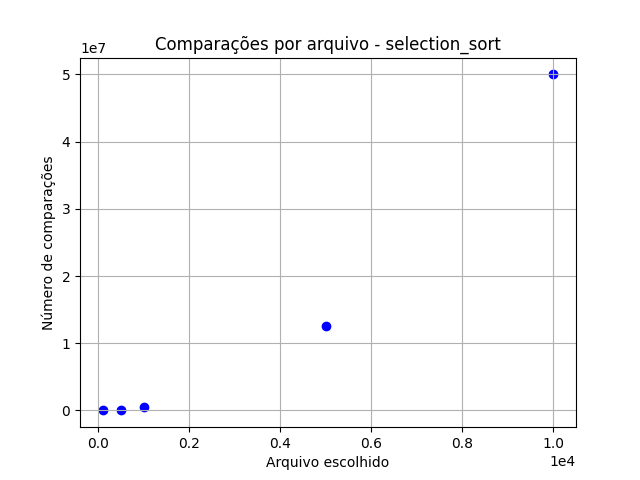 Comparações por arquivo - selection_sort
1e7
5
4
3
2
1
0
Número de comparações
0.0 0.2 0.4 0.6 0.8 1.0
1e4
Arquivo escolhido